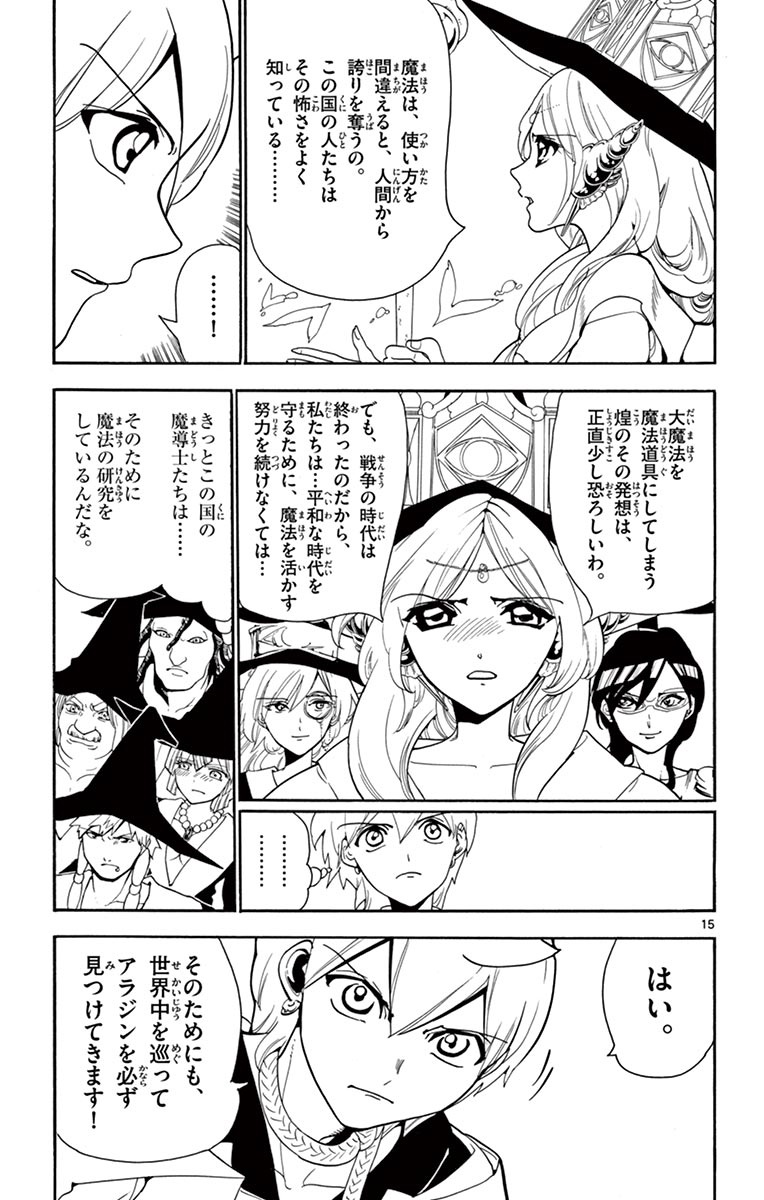 魔法は、使い方を
間違えると、人間から
誇りを奪うの。
この国の人たちは
その怖さをよく
知っている………
……！
大魔法を
魔法道具にしてしまう
煌のその発想は、
正直少し恐ろしいわ。
でも、戦争の時代は
終わったのだから、
私たちは…平和な時代を
守るために、魔法を活かす
努力を続けなくては…
きっとこの国の
魔導士たちは……
そのために
魔法の研究を
しているんだな。
………
………
15
はい。
そのためにも、
世界中を巡って
アラジンを必ず
見つけてきます！